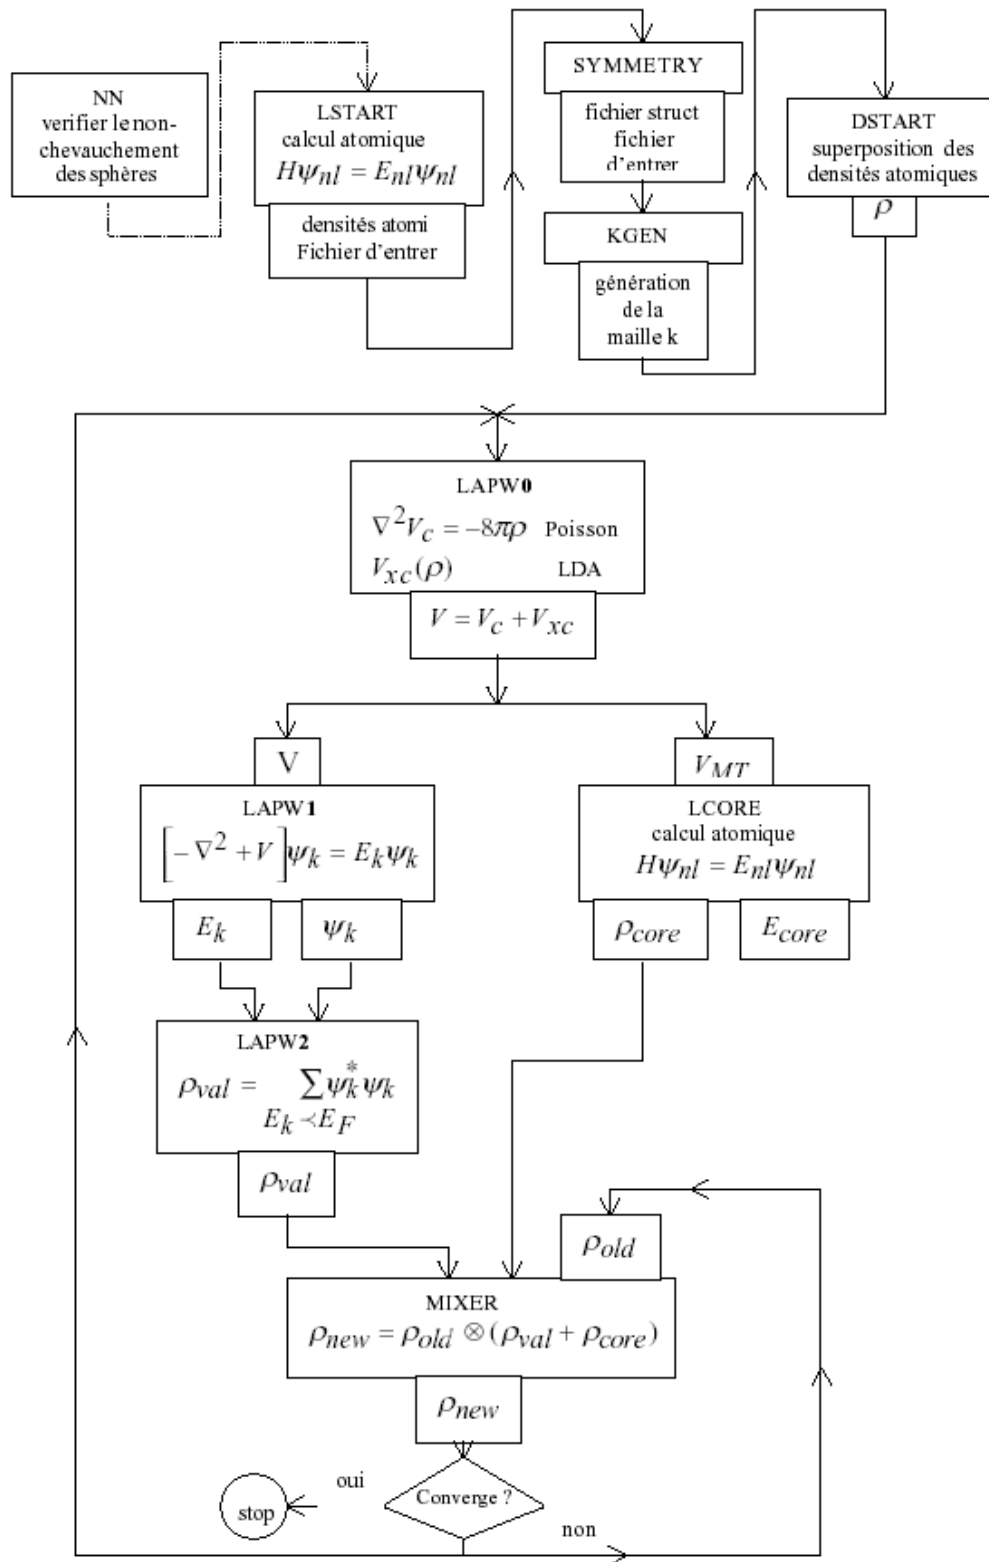 NN
verifier le non-
chevauchement
des sphères
LSTART
calcul atomique
Hψnl = Enlψnl
densités atomi
Fichier d'entrer
SYMMETRY
fichier struct
fichier
d'entrer
KGEN
génération
de la
maille k
DSTART
superposition des
densités atomiques
ρ
LAPW0
∇²Vc = −8πρ Poisson
Vxc(ρ) LDA
V = Vc + Vxc
V
LAPW1
[−∇² + V]ψk = Ekψk
Ek
ψk
VMT
LCORE
calcul atomique
Hψnl = Enlψnl
ρcore
Ecore
LAPW2
ρval = ∑ ψk*ψk
Ek ≺ EF
ρval
ρold
MIXER
ρnew = ρold ⊗ (ρval + ρcore)
ρnew
Converge ?
oui
stop
non